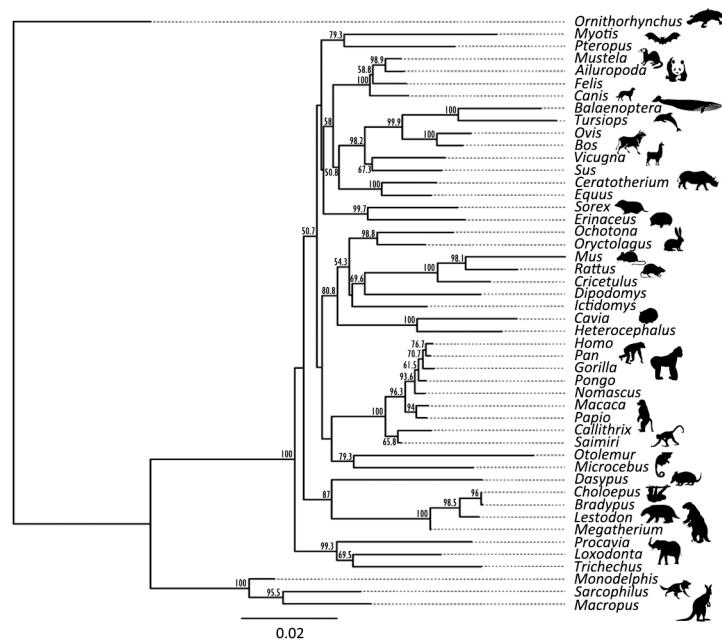 Ornithorhynchus
79.3 Myotis
Pteropus
98.9 Mustela
58.8 Ailuropoda
100 Felis
Canis
100 Balaenoptera
58 99.9 Tursiops
100 Ovis
98.2 Bos
Vicugna
50.8 67.3 Sus
100 Ceratotherium
Equus
99.7 Sorex
Erinaceus
50.7 98.8 Ochotona
Oryctolagus
98.1 Mus
54.3 100 Rattus
69.6 Cricetulus
80.8 Dipodomys
Ictidomys
100 Cavia
Heterocephalus
76.7 Homo
70.7 Pan
61.5 Gorilla
93.6 Pongo
96.3 Nomascus
94 Macaca
100 Papio
Callithrix
65.8 Saimiri
100 Otolemur
79.3 Microcebus
Dasypus
87 96 Choloepus
98.5 Bradypus
100 Lestodon
Megatherium
99.3 Procavia
69.5 Loxodonta
Trichechus
100 Monodelphis
95.5 Sarcophilus
Macropus
0.02